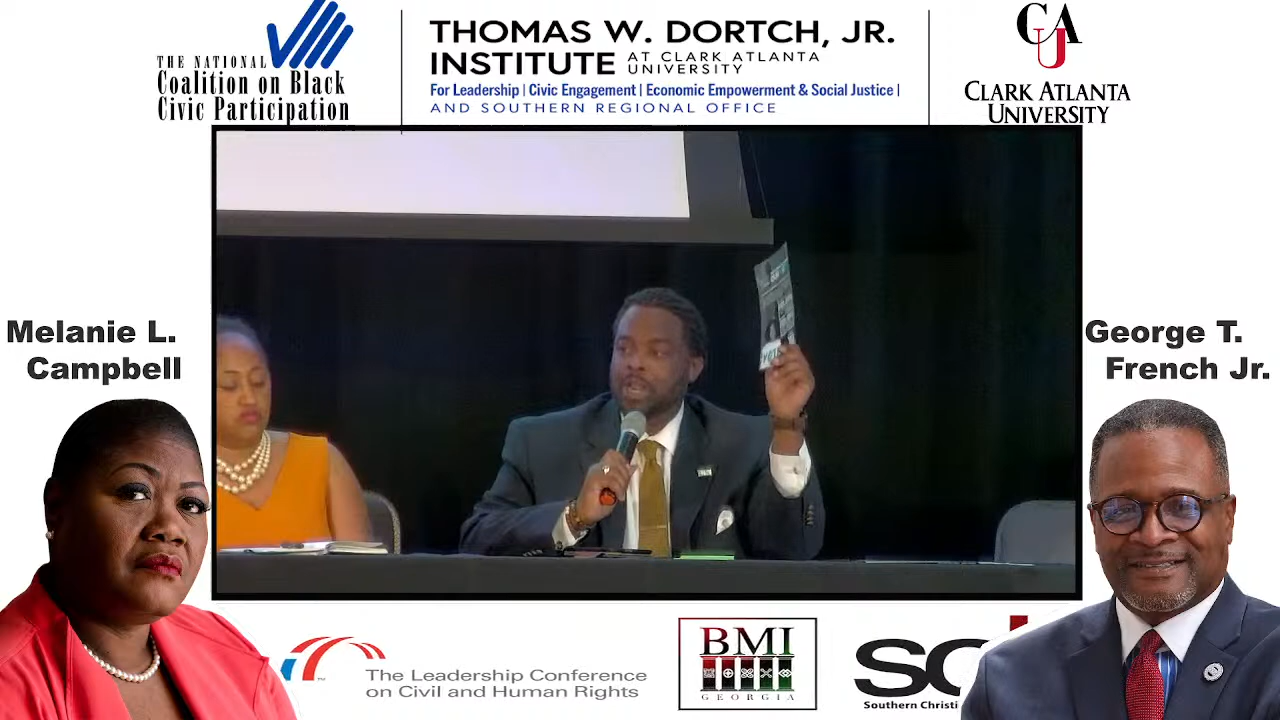 THE NATIONAL
Coalition on Black
Civic Participation
THOMAS W. DORTCH, JR.
INSTITUTE AT CLARK ATLANTA UNIVERSITY
For Leadership | Civic Engagement | Economic Empowerment & Social Justice |
AND SOUTHERN REGIONAL OFFICE
CAU
CLARK ATLANTA
UNIVERSITY
Melanie L.
Campbell
George T.
French Jr.
The Leadership Conference
on Civil and Human Rights
BMI
GEORGIA
SC
Southern Christi